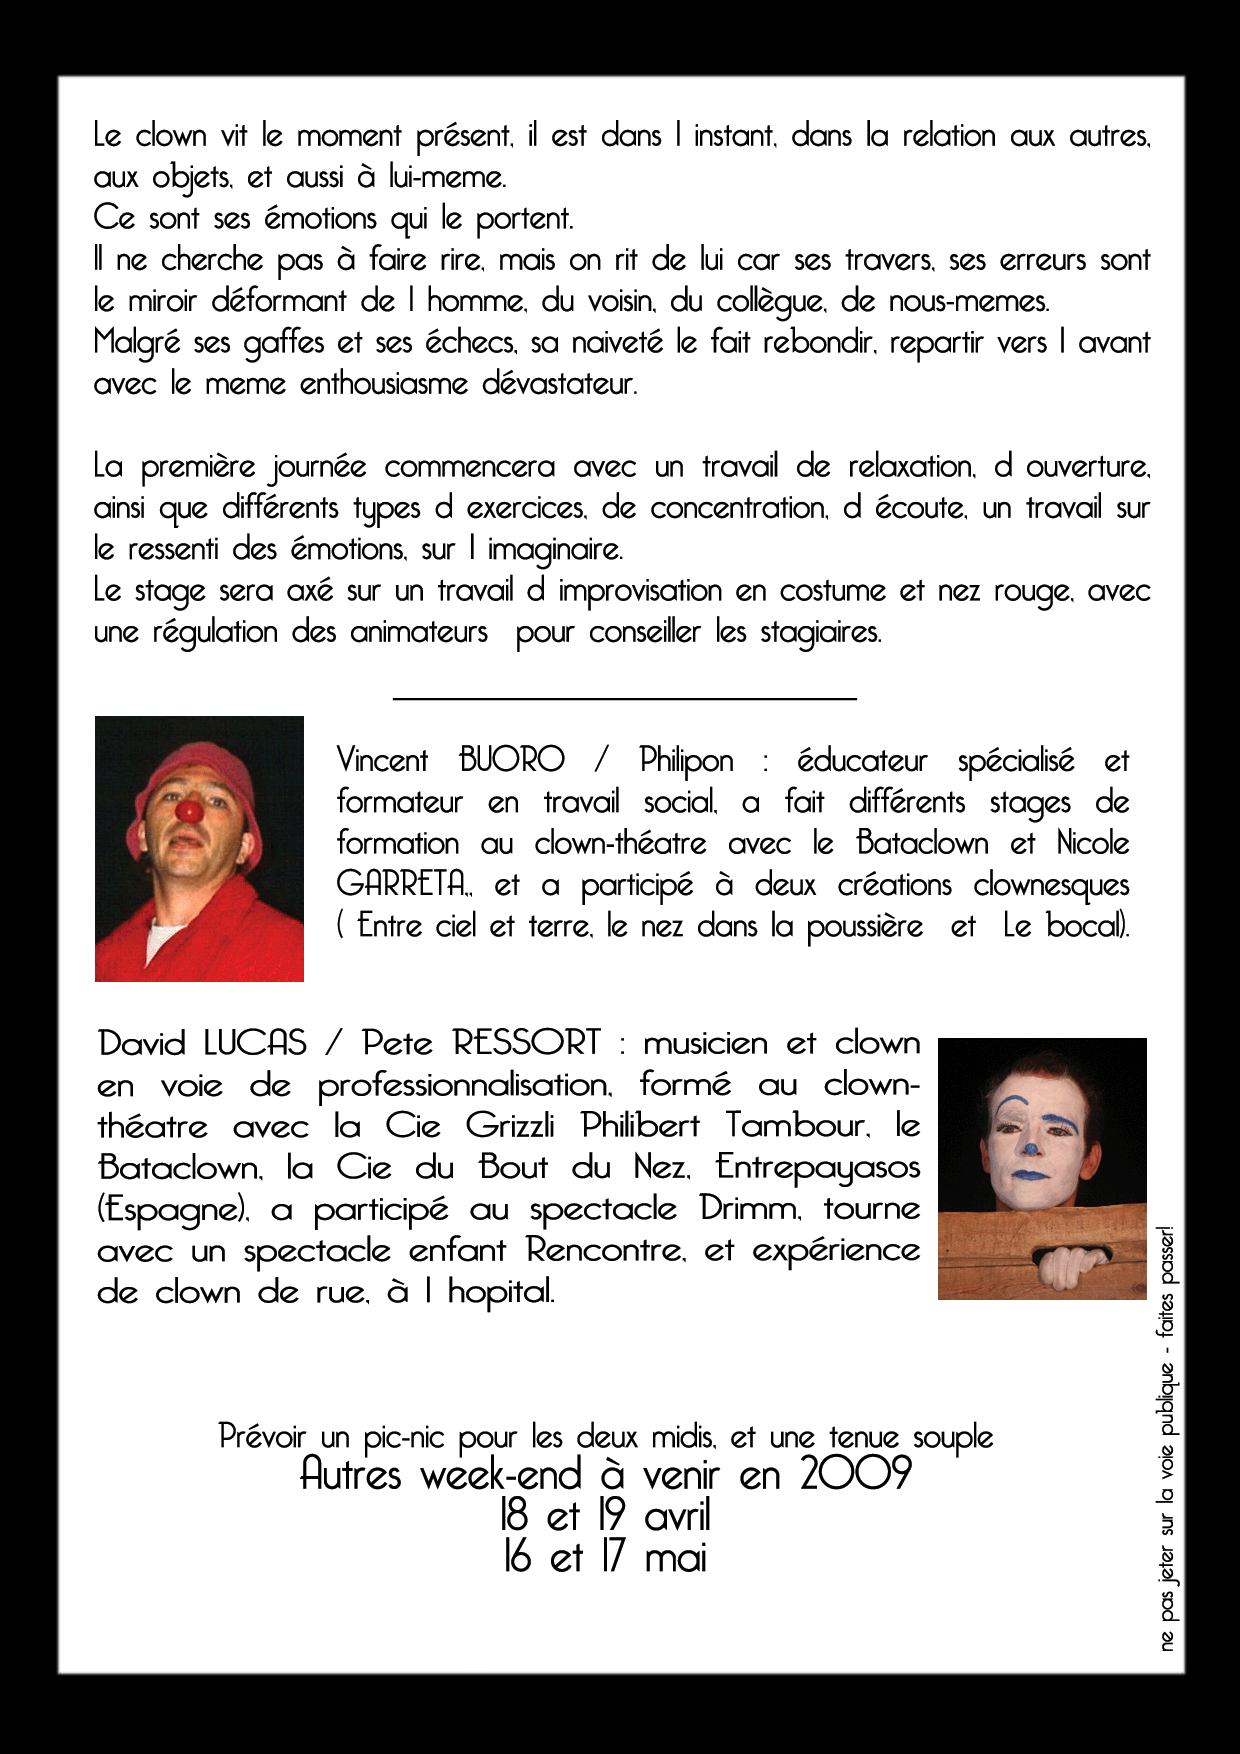 Le clown vit le moment présent, il est dans l instant, dans la relation aux autres,
aux objets, et aussi à lui-meme.
Ce sont ses émotions qui le portent.
Il ne cherche pas à faire rire, mais on rit de lui car ses travers, ses erreurs sont
le miroir déformant de l homme, du voisin, du collègue, de nous-memes.
Malgré ses gaffes et ses échecs, sa naiveté le fait rebondir, repartir vers l avant
avec le meme enthousiasme dévastateur.
La première journée commencera avec un travail de relaxation, d ouverture,
ainsi que différents types d exercices, de concentration, d écoute, un travail sur
le ressenti des émotions, sur l imaginaire.
Le stage sera axé sur un travail d improvisation en costume et nez rouge, avec
une régulation des animateurs pour conseiller les stagiaires.
Vincent BUORO / Philipon : éducateur spécialisé et
formateur en travail social, a fait différents stages de
formation au clown-théatre avec le Bataclown et Nicole
GARRETA,, et a participé à deux créations clownesques
( Entre ciel et terre, le nez dans la poussière et Le bocal).
David LUCAS / Pete RESSORT : musicien et clown
en voie de professionnalisation, formé au clown-
théatre avec la Cie Grizzli Philibert Tambour, le
Bataclown, la Cie du Bout du Nez, Entrepayasos
(Espagne), a participé au spectacle Drimm, tourne
avec un spectacle enfant Rencontre, et expérience
de clown de rue, à l hopital.
Prévoir un pic-nic pour les deux midis, et une tenue souple
Autres week-end à venir en 2009
18 et 19 avril
16 et 17 mai
ne pas jeter sur la voie publique - faites passer!